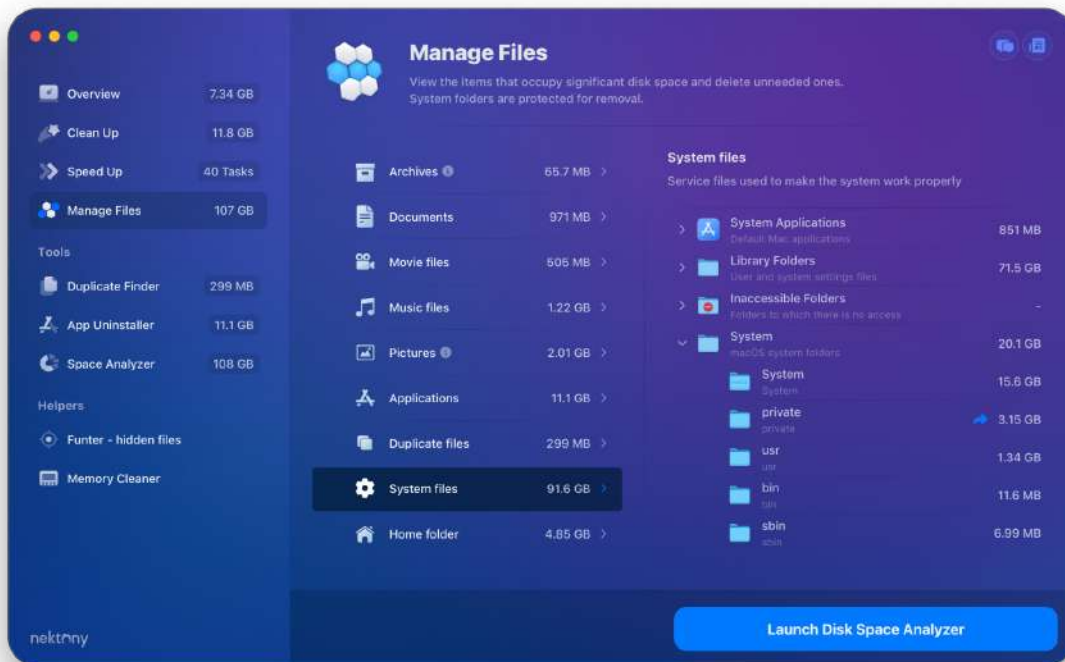 Manage Files
View the items that occupy significant disk space and delete unneeded ones.
System folders are protected for removal.
Overview 7.34 GB
Clean Up 11.8 GB
Speed Up 40 Tasks
Manage Files 107 GB
Tools
Duplicate Finder 299 MB
App Uninstaller 11.1 GB
Space Analyzer 108 GB
Helpers
Funter - hidden files
Memory Cleaner
nektony
Archives 65.7 MB
Documents 971 MB
Movie files 505 MB
Music files 1.22 GB
Pictures 2.01 GB
Applications 11.1 GB
Duplicate files 299 MB
System files 91.6 GB
Home folder 4.85 GB
System files
Service files used to make the system work properly
System Applications 851 MB
Default Mac applications
Library Folders 71.5 GB
User and system settings files
Inaccessible Folders -
Folders to which there is no access
System 20.1 GB
macOS system folders
System 15.6 GB
System
private 3.15 GB
private
usr 1.34 GB
usr
bin 11.6 MB
bin
sbin 6.99 MB
sbin
Launch Disk Space Analyzer